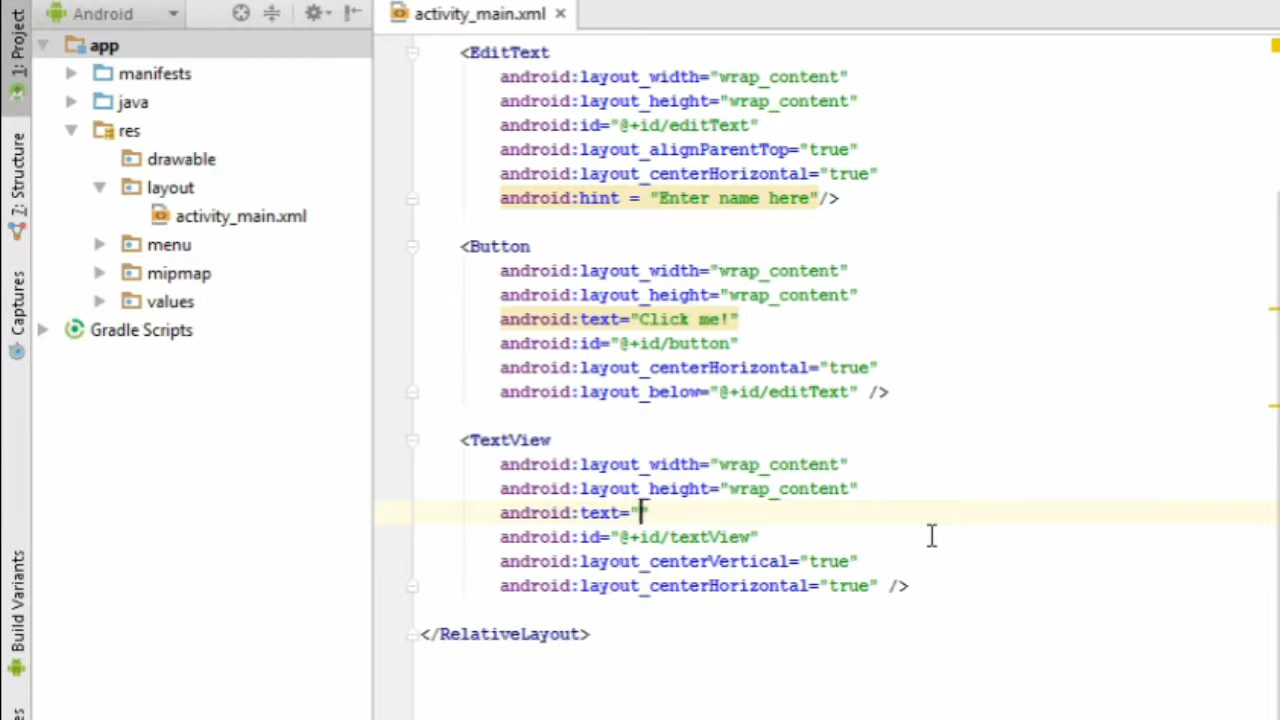 1: Project
Android
activity_main.xml
app
manifests
java
res
drawable
layout
activity_main.xml
menu
mipmap
values
Gradle Scripts
7: Structure
Captures
Build Variants
<EditText
android:layout_width="wrap_content"
android:layout_height="wrap_content"
android:id="@+id/editText"
android:layout_alignParentTop="true"
android:layout_centerHorizontal="true"
android:hint = "Enter name here"/>
<Button
android:layout_width="wrap_content"
android:layout_height="wrap_content"
android:text="Click me!"
android:id="@+id/button"
android:layout_centerHorizontal="true"
android:layout_below="@+id/editText" />
<TextView
android:layout_width="wrap_content"
android:layout_height="wrap_content"
android:text=""
android:id="@+id/textView"
android:layout_centerVertical="true"
android:layout_centerHorizontal="true" />
</RelativeLayout>